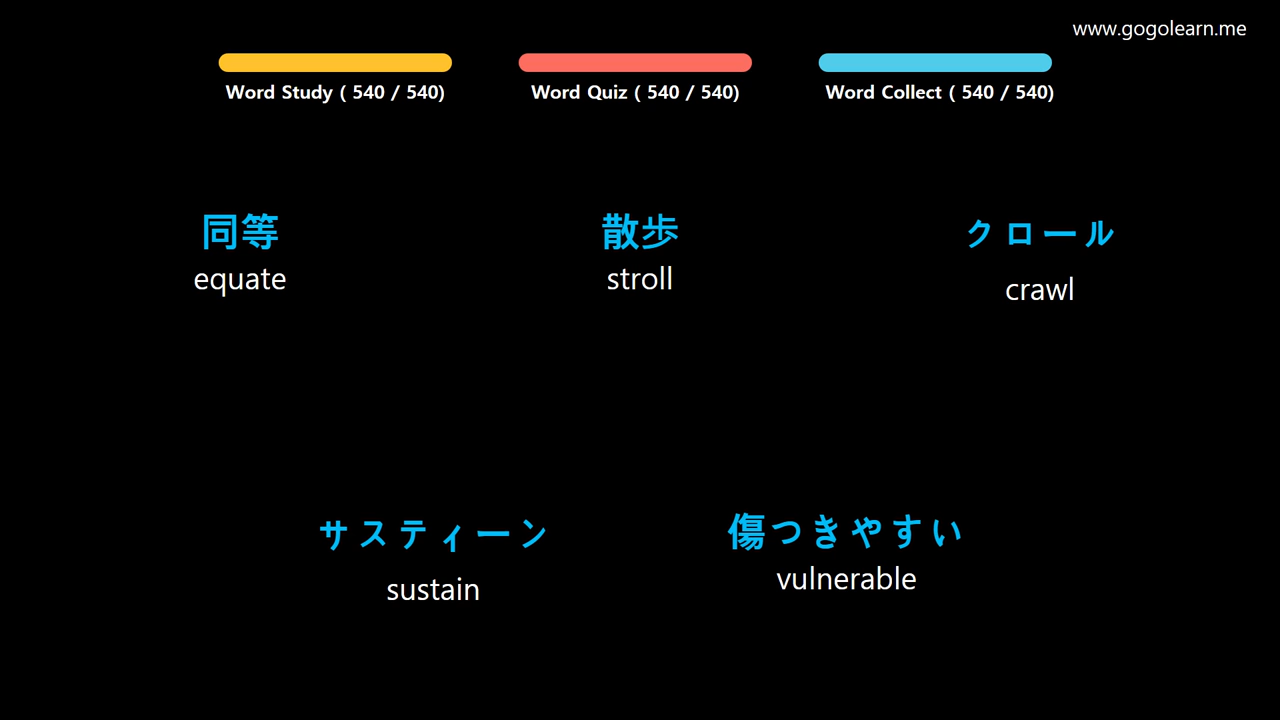 www.gogolearn.me
Word Study ( 540 / 540)
Word Quiz ( 540 / 540)
Word Collect ( 540 / 540)
同等
equate
散歩
stroll
クロール
crawl
サスティーン
sustain
傷つきやすい
vulnerable